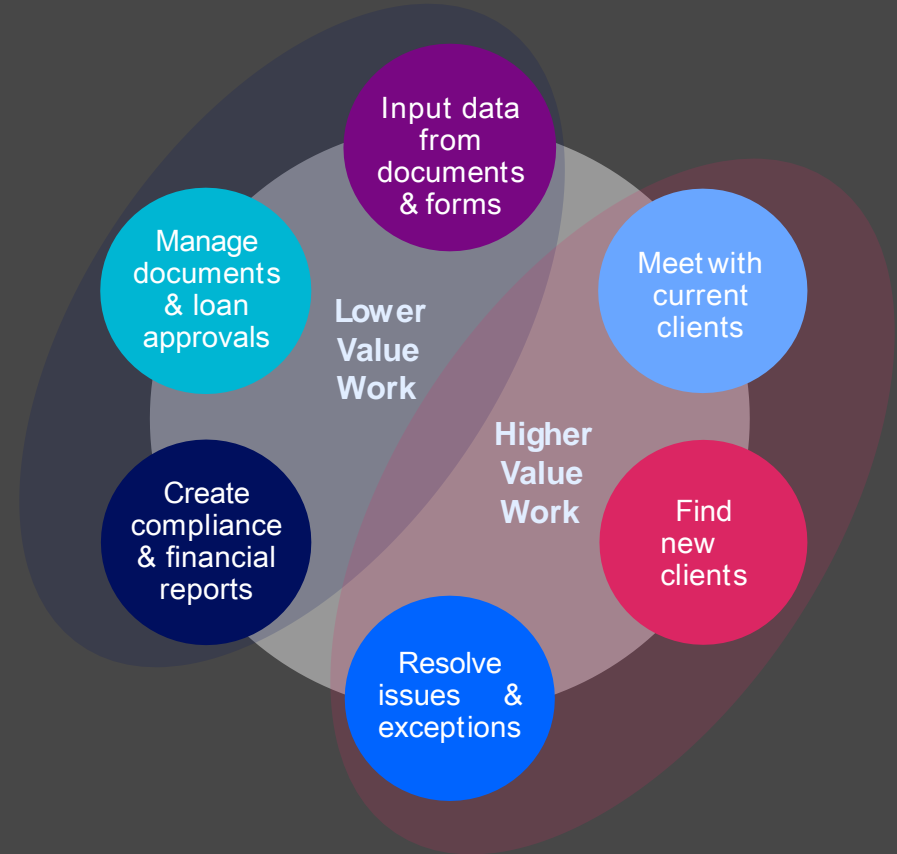 Input data
from
documents
& forms
Manage
documents
& loan
approvals
Meet with
current
clients
Lower
Value
Work
Higher
Value
Work
Create
compliance
& financial
reports
Find
new
clients
Resolve
issues &
exceptions